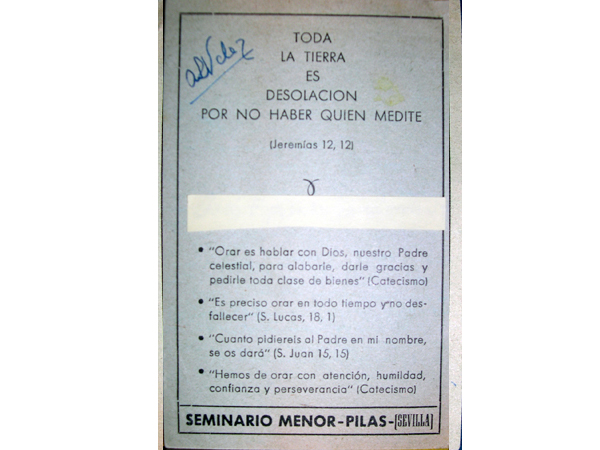 TODA
LA TIERRA
ES
DESOLACION
POR NO HABER QUIEN MEDITE
(Jeremías 12, 12)
• "Orar es hablar con Dios, nuestro Padre
celestial, para alabarle, darle gracias y
pedirle toda clase de bienes" (Catecismo)
• "Es preciso orar en todo tiempo y no des-
fallecer" (S. Lucas, 18, 1)
• "Cuanto pidiereis al Padre en mi nombre,
se os dará" (S. Juan 15, 15)
• "Hemos de orar con atención, humildad,
confianza y perseverancia" (Catecismo)
SEMINARIO MENOR-PILAS-[SEVILLA]